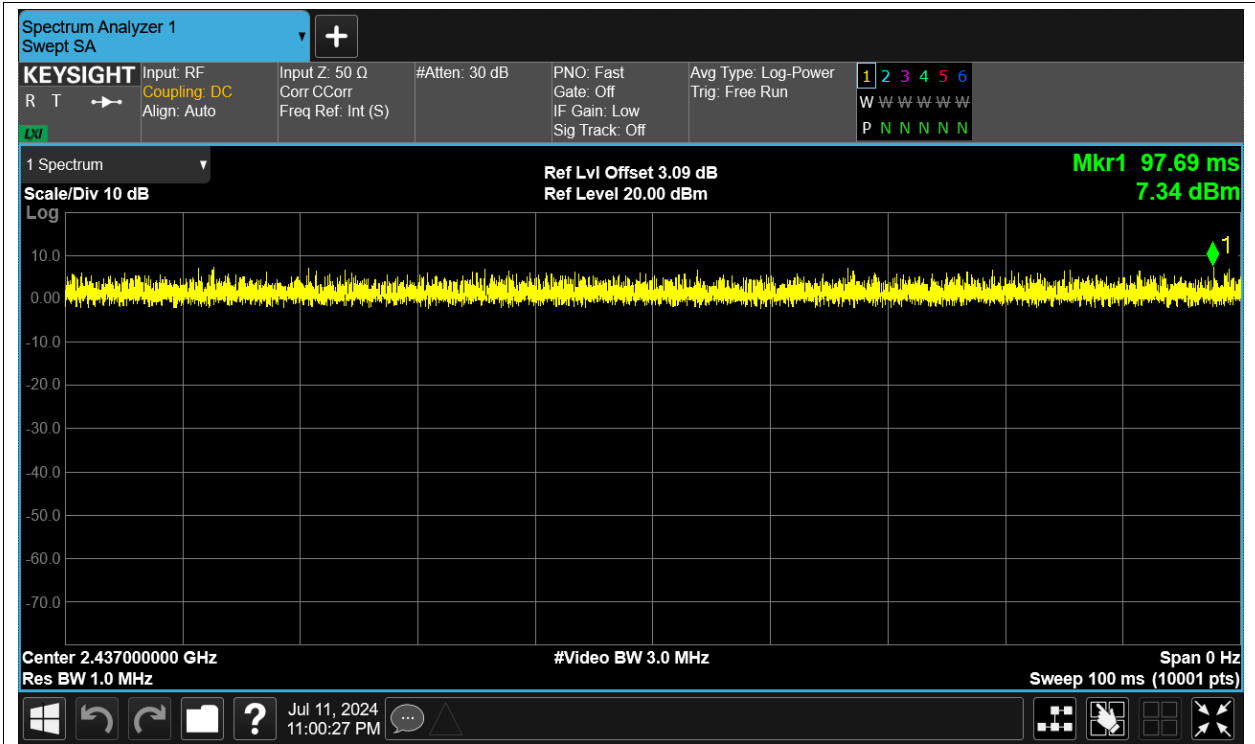 Spectrum Analyzer 1
Swept SA
KEYSIGHT
R T
LXI
Input: RF
Coupling: DC
Align: Auto
Input Z: 50 Ω
Corr CCorr
Freq Ref: Int (S)
#Atten: 30 dB
PNO: Fast
Gate: Off
IF Gain: Low
Sig Track: Off
Avg Type: Log-Power
Trig: Free Run
1 2 3 4 5 6
W W W W W W
P N N N N N
1 Spectrum
Scale/Div 10 dB
Ref Lvl Offset 3.09 dB
Ref Level 20.00 dBm
Mkr1 97.69 ms
7.34 dBm
Log
1
10.0
0.00
-10.0
-20.0
-30.0
-40.0
-50.0
-60.0
-70.0
Center 2.437000000 GHz
#Video BW 3.0 MHz
Span 0 Hz
Res BW 1.0 MHz
Sweep 100 ms (10001 pts)
?
Jul 11, 2024
11:00:27 PM